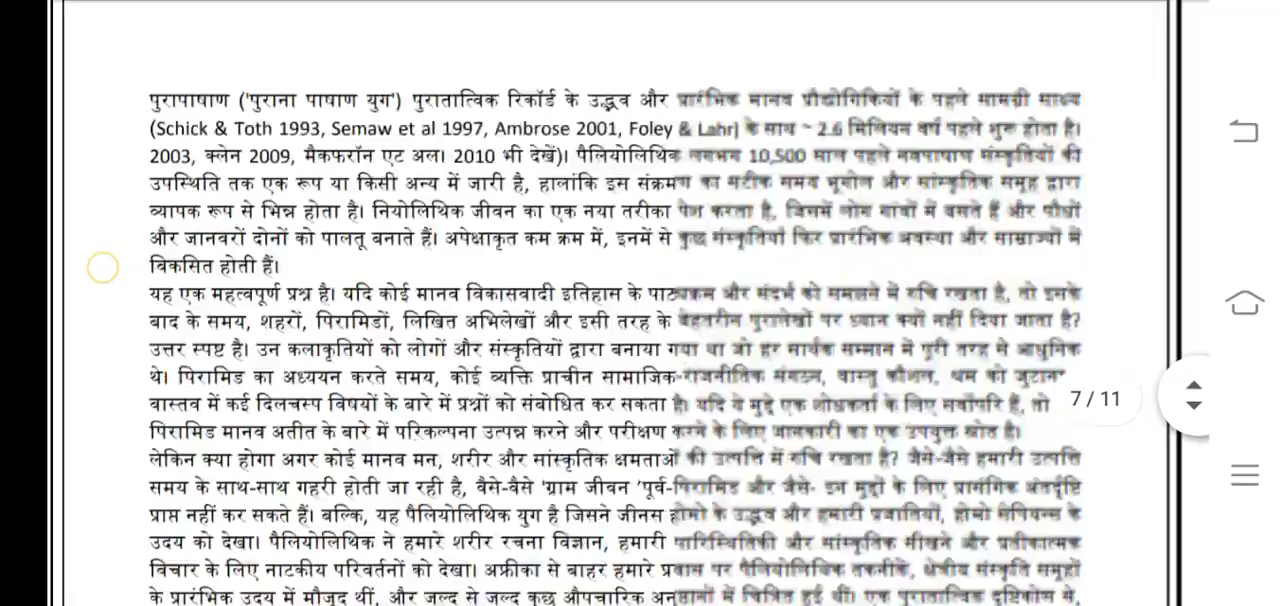 पुरापाषाण ('पुराना पाषाण युग') पुरातात्विक रिकॉर्ड के उद्भव और प्रारंभिक मानव प्रौद्योगिकियों के पहले सामग्री साक्ष्य
(Schick & Toth 1993, Semaw et al 1997, Ambrose 2001, Foley & Lahr) के साथ ~ 2.6 मिलियन वर्ष पहले शुरू होता है।
2003, क्लेन 2009, मैकफरॉन एट अल। 2010 भी देखें)। पैलियोलिथिक लगभग 10,500 साल पहले नवपाषाण संस्कृतियों की
उपस्थिति तक एक रूप या किसी अन्य में जारी है, हालांकि इस संक्रमण का सटीक समय भूगोल और सांस्कृतिक समूह द्वारा
व्यापक रूप से भिन्न होता है। नियोलिथिक जीवन का एक नया तरीका पेश करता है, जिसमें लोग गांवों में बसते हैं और पौधों
और जानवरों दोनों को पालतू बनाते हैं। अपेक्षाकृत कम क्रम में, इनमें से कुछ संस्कृतियां फिर प्रारंभिक अवस्था और साम्राज्यों में
विकसित होती हैं।
यह एक महत्वपूर्ण प्रश्न है। यदि कोई मानव विकासवादी इतिहास के पाठ्यक्रम और संदर्भ को समझने में रुचि रखता है, तो इसके
बाद के समय, शहरों, पिरामिडों, लिखित अभिलेखों और इसी तरह के बेहतरीन पुरालेखों पर ध्यान क्यों नहीं दिया जाता है?
उत्तर स्पष्ट है। उन कलाकृतियों को लोगों और संस्कृतियों द्वारा बनाया गया था जो हर सार्थक सम्मान में पूरी तरह से आधुनिक
थे। पिरामिड का अध्ययन करते समय, कोई व्यक्ति प्राचीन सामाजिक-राजनीतिक संगठन, वास्तु कौशल, श्रम को
वास्तव में कई दिलचस्प विषयों के बारे में प्रश्नों को संबोधित कर सकता है। यदि ये मुद्दे एक शोधकर्ता के लिए सर्वोपरि हैं, तो
7 / 11
पिरामिड मानव अतीत के बारे में परिकल्पना उत्पन्न करने और परीक्षण करने के लिए जानकारी का एक उपयुक्त स्रोत है।
लेकिन क्या होगा अगर कोई मानव मन, शरीर और सांस्कृतिक क्षमताओं की उत्पत्ति में रुचि रखता है? जैसे-जैसे हमारी उत्पत्ति
समय के साथ-साथ गहरी होती जा रही है, वैसे-वैसे 'ग्राम जीवन 'पूर्व-पिरामिड और जैसे- इन मुद्दों के लिए प्रासंगिक अंतर्दृष्टि
प्राप्त नहीं कर सकते हैं। बल्कि, यह पैलियोलिथिक युग है जिसने जीनस होमो के उद्भव और हमारी प्रजातियों, होमो सेपियन्स के
उदय को देखा। पैलियोलिथिक ने हमारे शरीर रचना विज्ञान, हमारी पारिस्थितिकी और सांस्कृतिक सीखने और प्रतीकात्मक
विचार के लिए नाटकीय परिवर्तनों को देखा। अफ्रीका से बाहर हमारे प्रवास पर पैलियोलिथिक तकनीकें, क्षेत्रीय संस्कृति समूहों
के प्रारंभिक उदय में मौजूद थीं, और जल्द से जल्द कुछ औपचारिक अनुष्ठानों में चित्रित हुई थीं। एक पुरातात्विक दृष्टिकोण से,